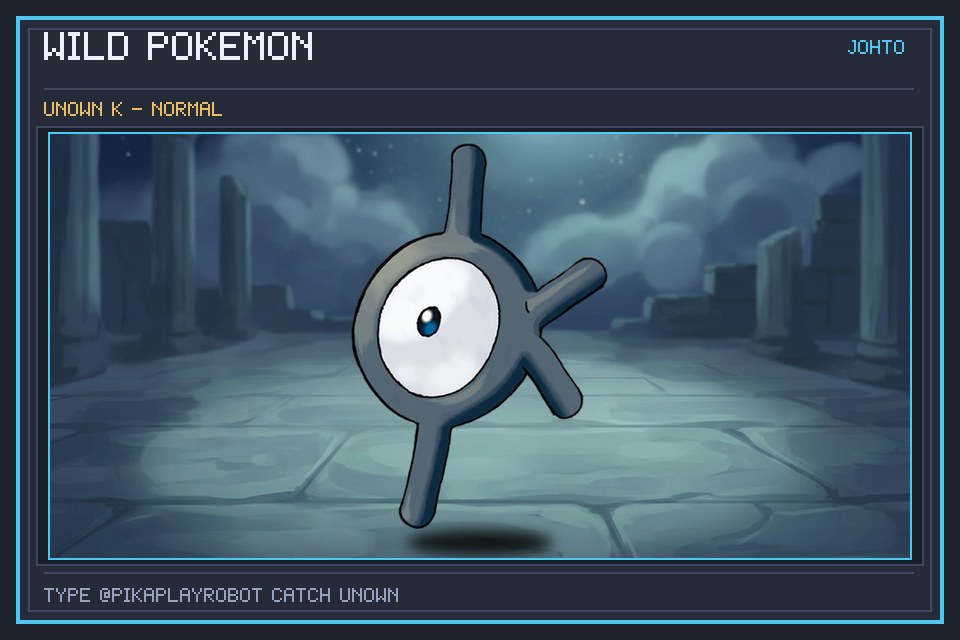 WILD POKEMON
JOHTO
UNOWN K - NORMAL
TYPE @PIKAPLAYROBOT CATCH UNOWN